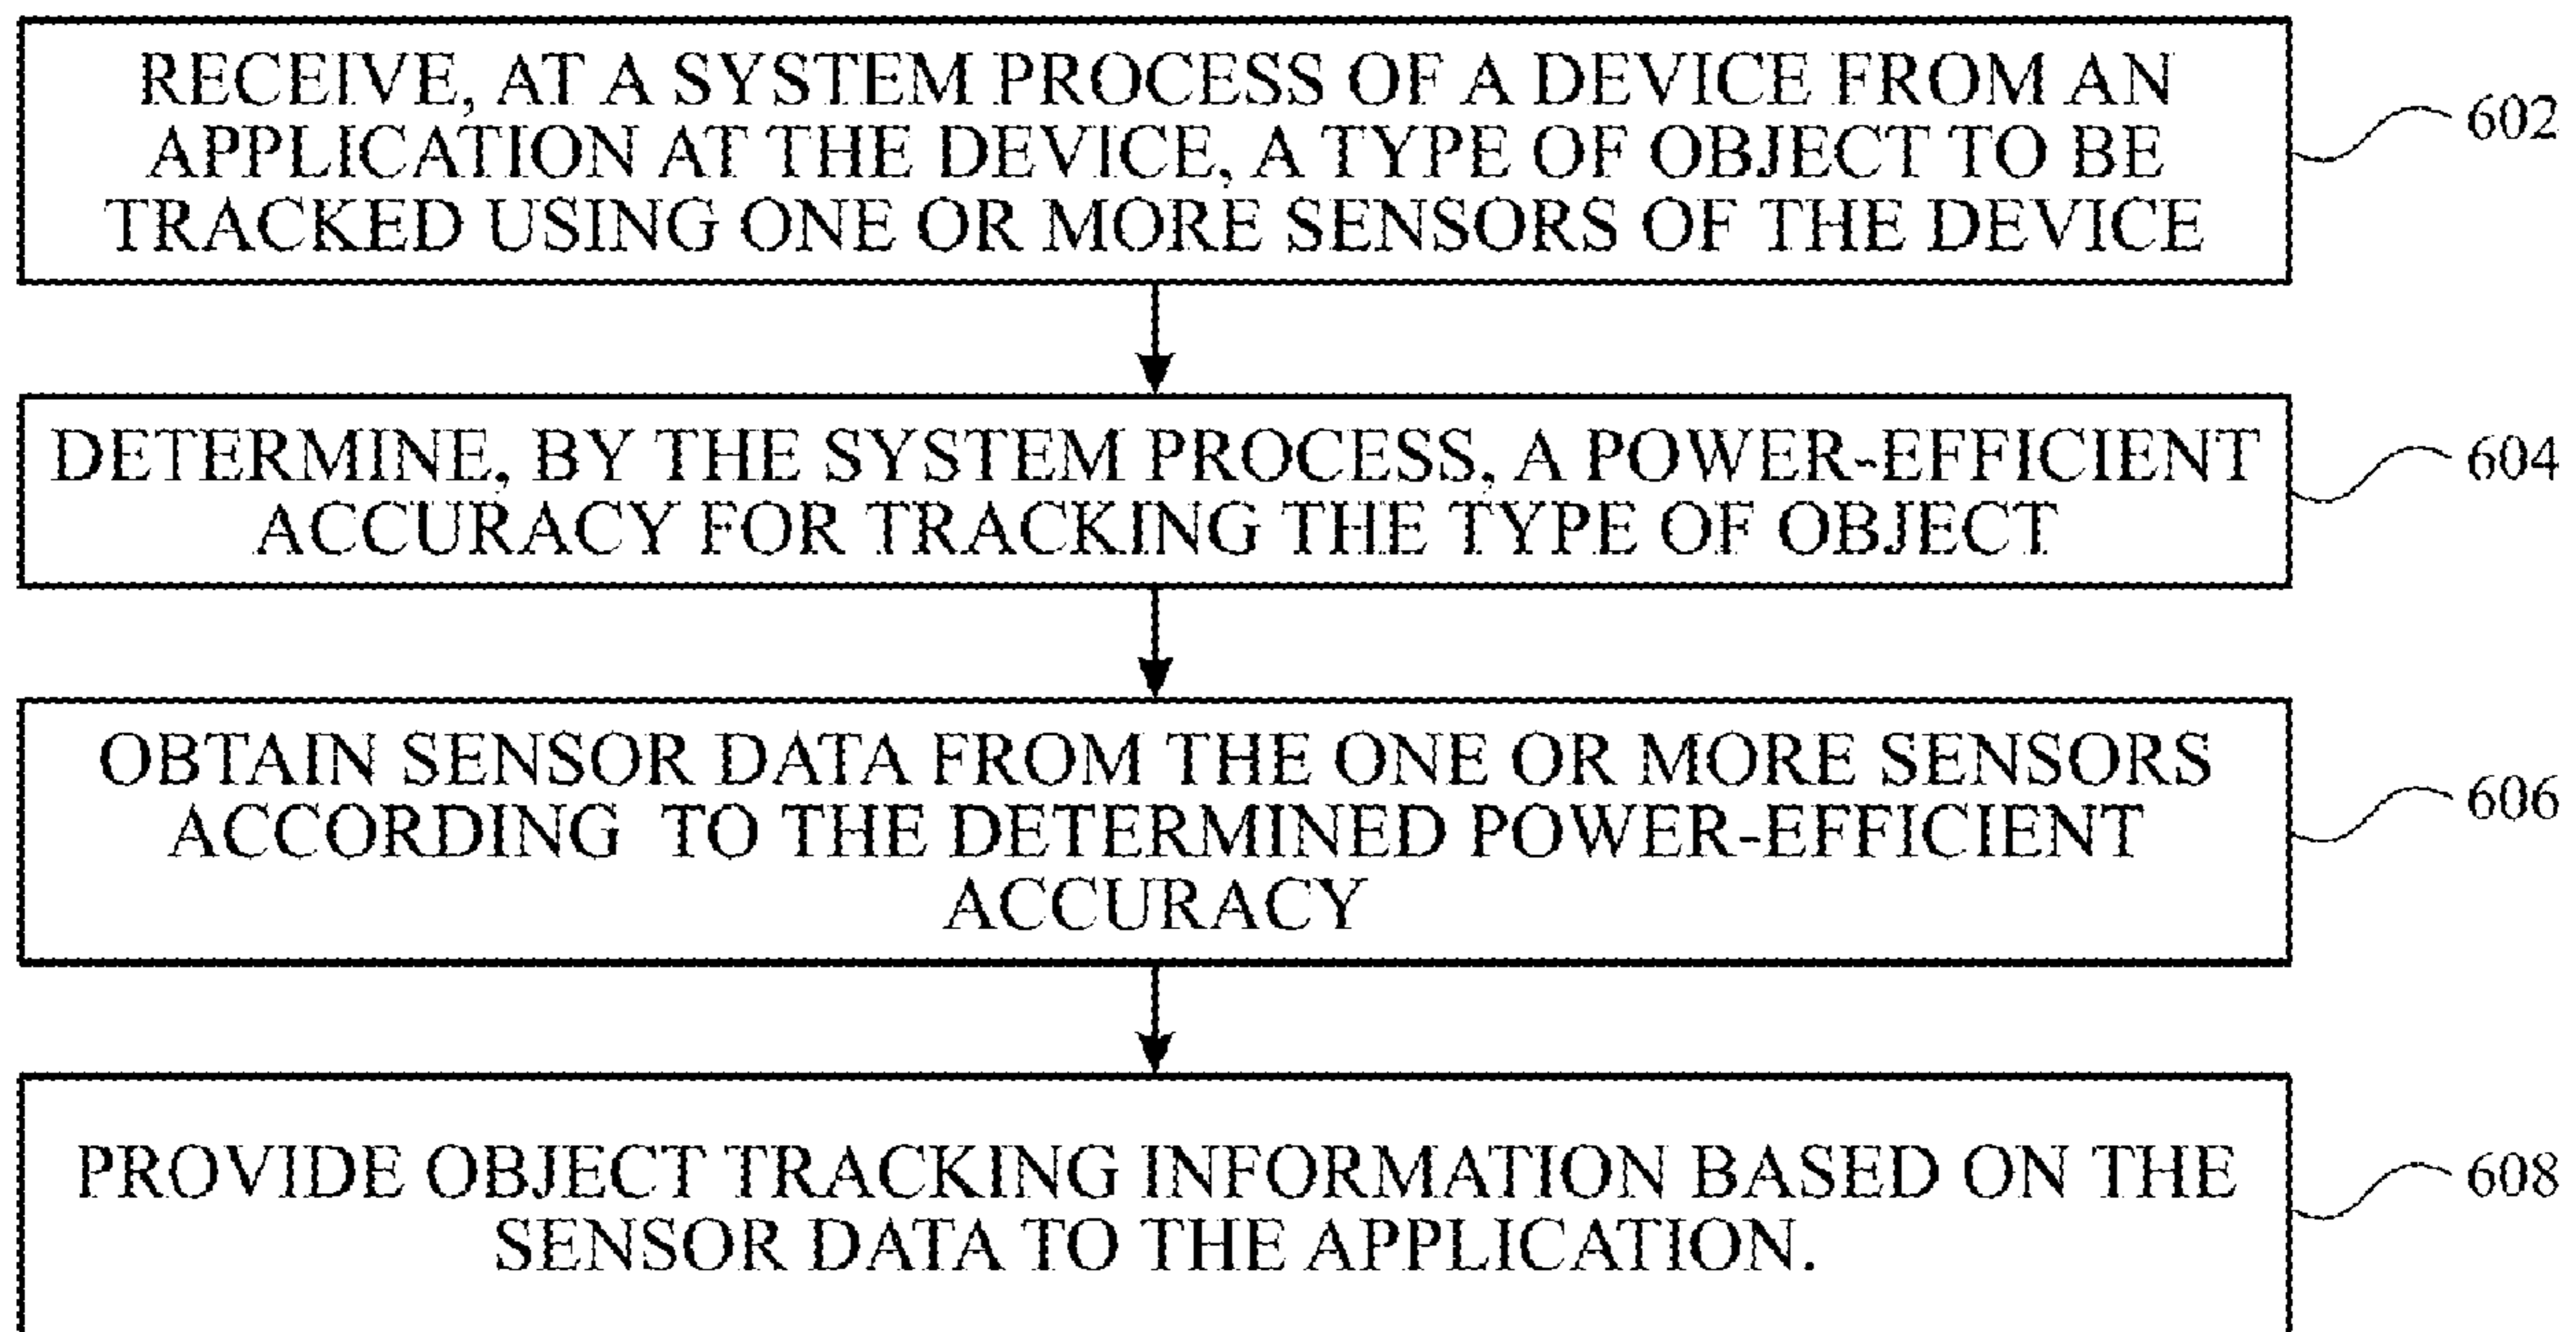 RECEIVE, AT A SYSTEM PROCESS OF A DEVICE FROM AN
APPLICATION AT THE DEVICE, A TYPE OF OBJECT TO BE
TRACKED USING ONE OR MORE SENSORS OF THE DEVICE
602
DETERMINE, BY THE SYSTEM PROCESS, A POWER-EFFICIENT
ACCURACY FOR TRACKING THE TYPE OF OBJECT
604
OBTAIN SENSOR DATA FROM THE ONE OR MORE SENSORS
ACCORDING TO THE DETERMINED POWER-EFFICIENT
ACCURACY
606
PROVIDE OBJECT TRACKING INFORMATION BASED ON THE
SENSOR DATA TO THE APPLICATION.
608